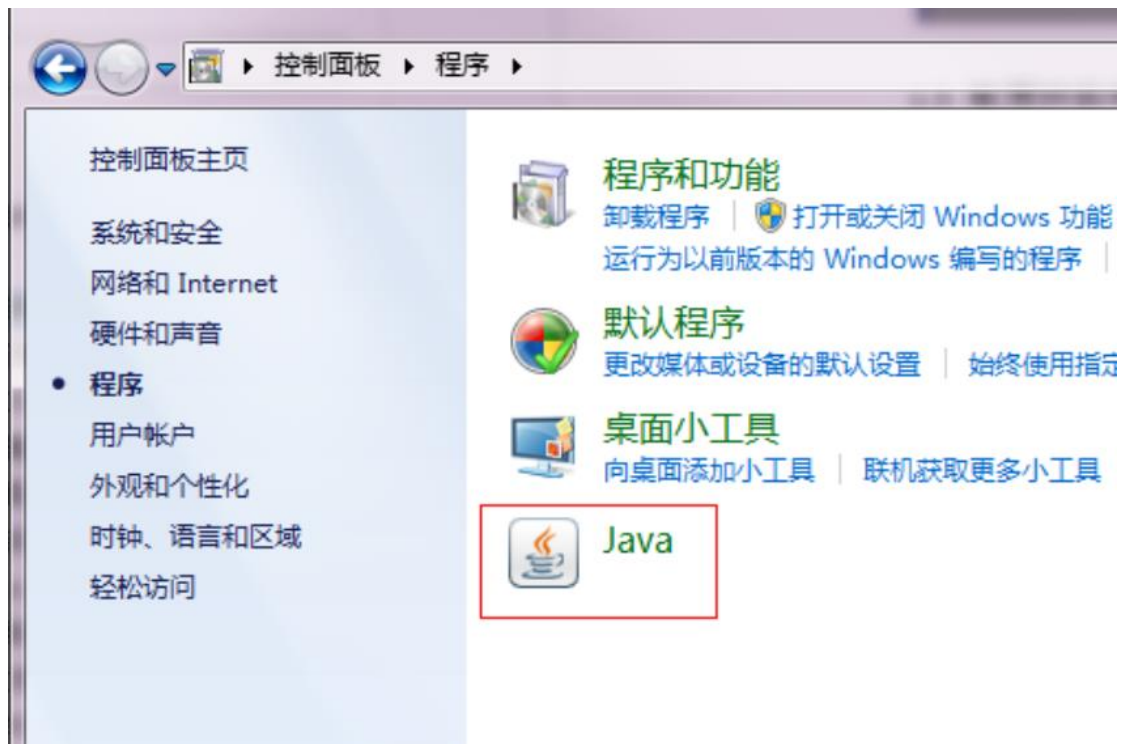 控制面板 程序
控制面板主页
系统和安全
网络和 Internet
硬件和声音
程序
用户帐户
外观和个性化
时钟、语言和区域
轻松访问
程序和功能
卸载程序 打开或关闭 Windows 功能
运行为以前版本的 Windows 编写的程序
默认程序
更改媒体或设备的默认设置 始终使用指定
桌面小工具
向桌面添加小工具 联机获取更多小工具
Java